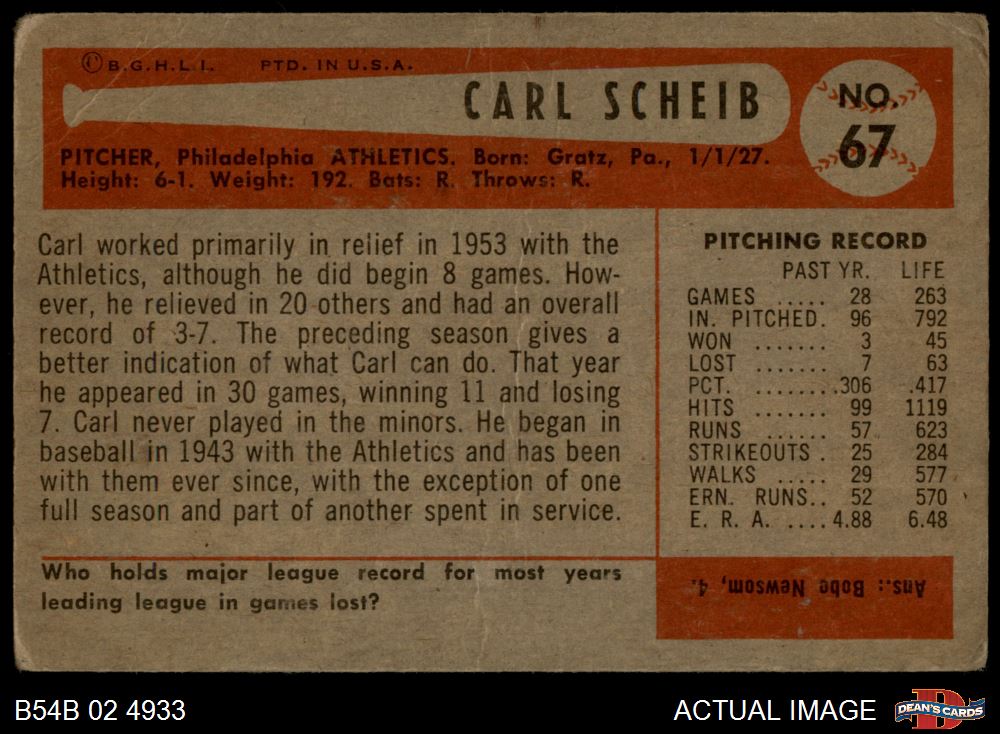 © B.G.H.L.I. PTD. IN U.S.A.
CARL SCHEIB
NO.
67
PITCHER, Philadelphia ATHLETICS. Born: Gratz, Pa., 1/1/27.
Height: 6-1. Weight: 192. Bats: R. Throws: R.
Carl worked primarily in relief in 1953 with the
Athletics, although he did begin 8 games. How-
ever, he relieved in 20 others and had an overall
record of 3-7. The preceding season gives a
better indication of what Carl can do. That year
he appeared in 30 games, winning 11 and losing
7. Carl never played in the minors. He began in
baseball in 1943 with the Athletics and has been
with them ever since, with the exception of one
full season and part of another spent in service.
PITCHING RECORD
PAST YR. LIFE
GAMES ..... 28 263
IN. PITCHED. 96 792
WON ....... 3 45
LOST ....... 7 63
PCT. ........306 .417
HITS ....... 99 1119
RUNS ...... 57 623
STRIKEOUTS . 25 284
WALKS ..... 29 577
ERN. RUNS.. 52 570
E. R. A. ....4.88 6.48
Who holds major league record for most years
leading league in games lost?
Ans.: Bobe Newsom, 4.
B54B 02 4933
ACTUAL IMAGE
DEAN'S CARDS